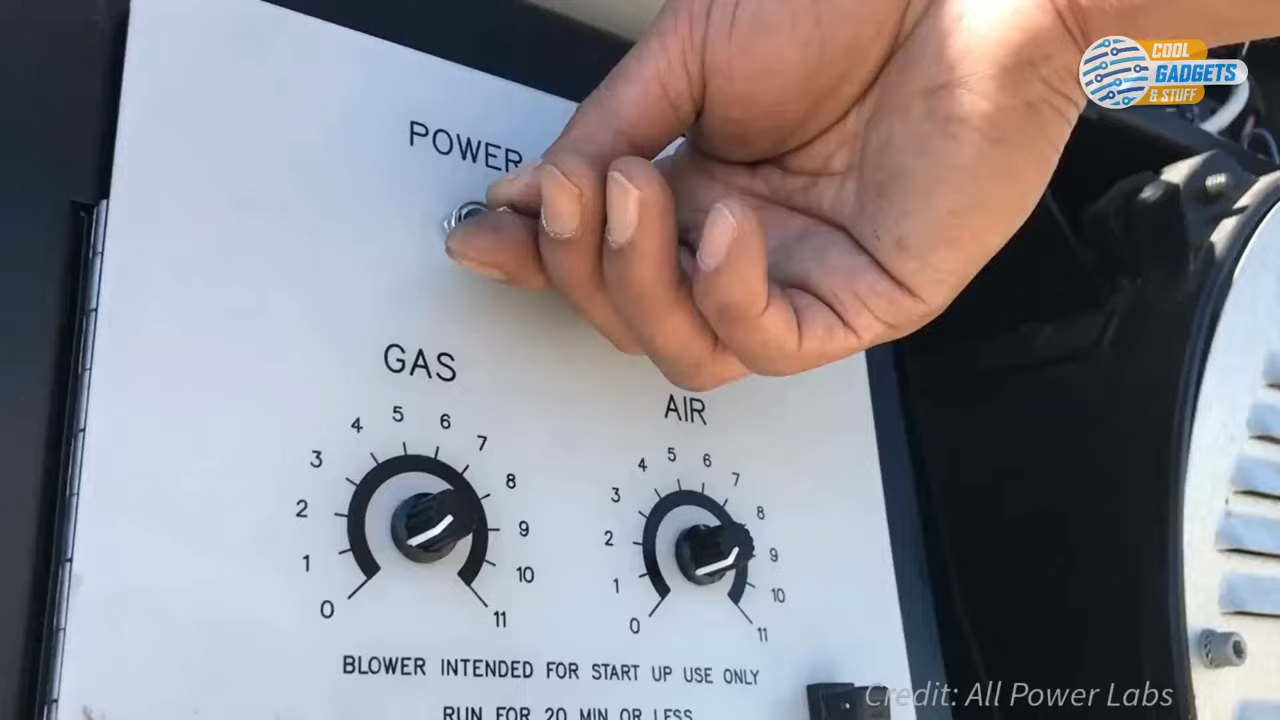 COOL
GADGETS
& STUFF
POWER
GAS
0 1 2 3 4 5 6 7 8 9 10 11
AIR
0 1 2 3 4 5 6 7 8 9 10 11
BLOWER INTENDED FOR START UP USE ONLY
RUN FOR 20 MIN OR LESS
Credit: All Power Labs